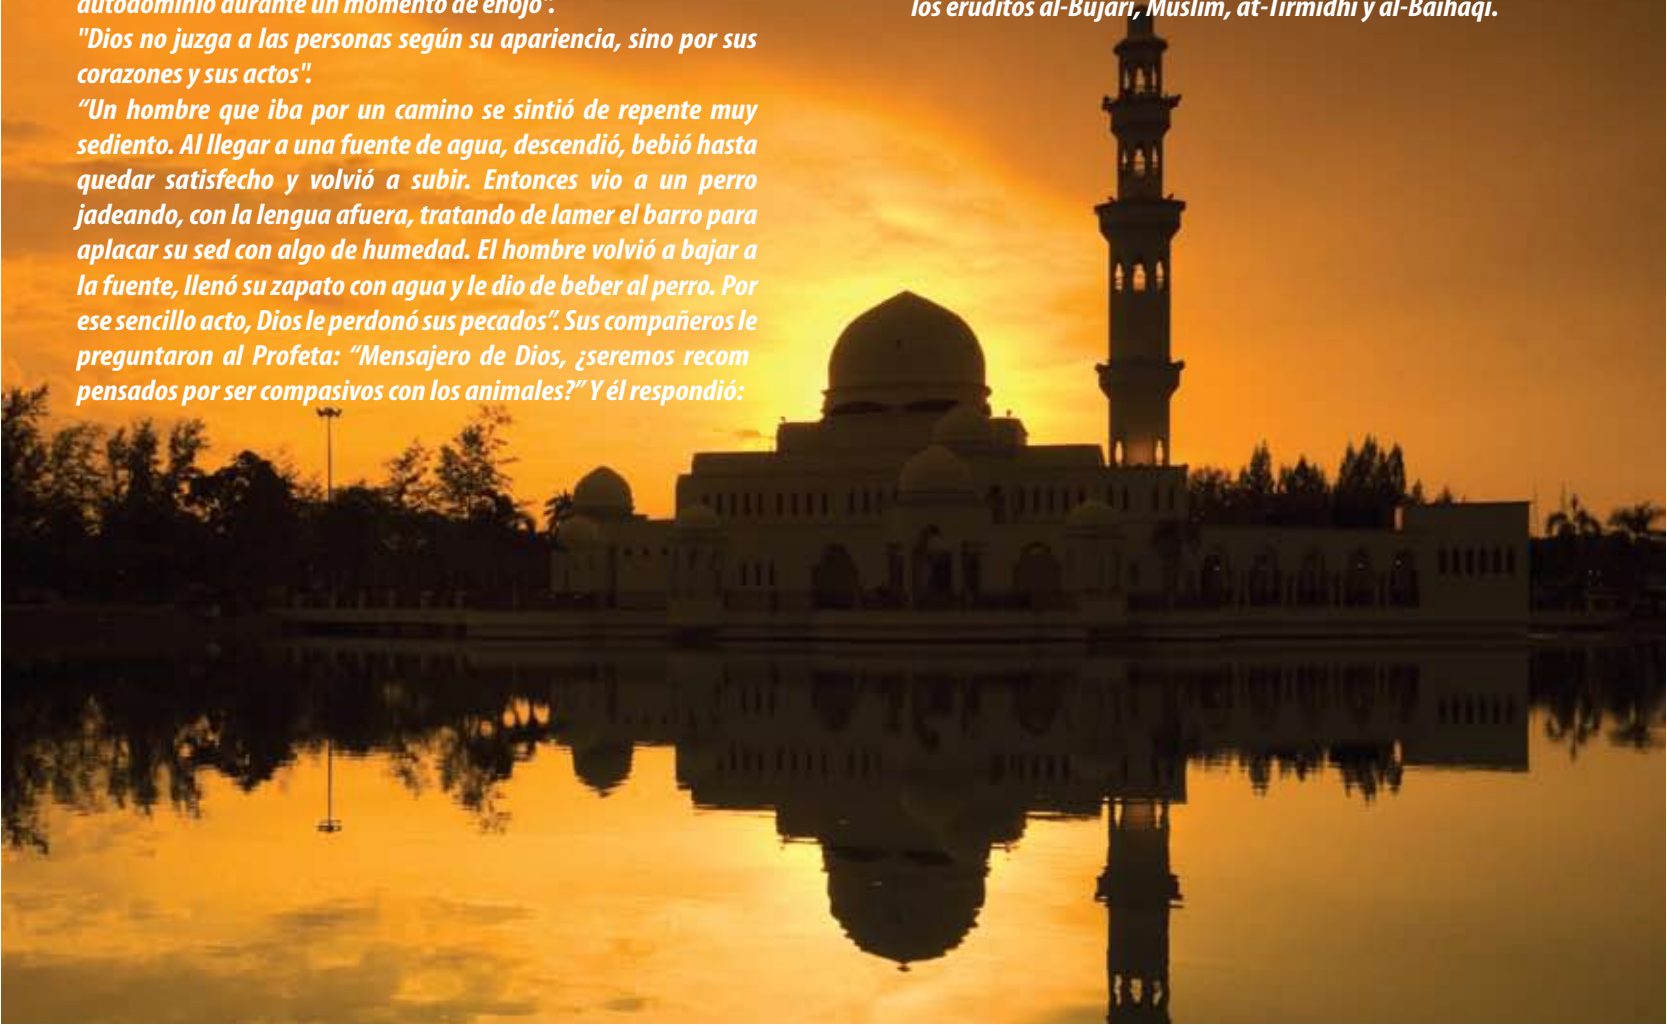 autodominio durante un momento de enojo".
"Dios no juzga a las personas según su apariencia, sino por sus
corazones y sus actos".
“Un hombre que iba por un camino se sintió de repente muy
sediento. Al llegar a una fuente de agua, descendió, bebió hasta
quedar satisfecho y volvió a subir. Entonces vio a un perro
jadeando, con la lengua afuera, tratando de lamer el barro para
aplacar su sed con algo de humedad. El hombre volvió a bajar a
la fuente, llenó su zapato con agua y le dio de beber al perro. Por
ese sencillo acto, Dios le perdonó sus pecados”. Sus compañeros le
preguntaron al Profeta: “Mensajero de Dios, ¿seremos recom
pensados por ser compasivos con los animales?” Y él respondió:
los eruditos al-Bujari, Muslim, at-Tirmidhi y al-Baihaqi.